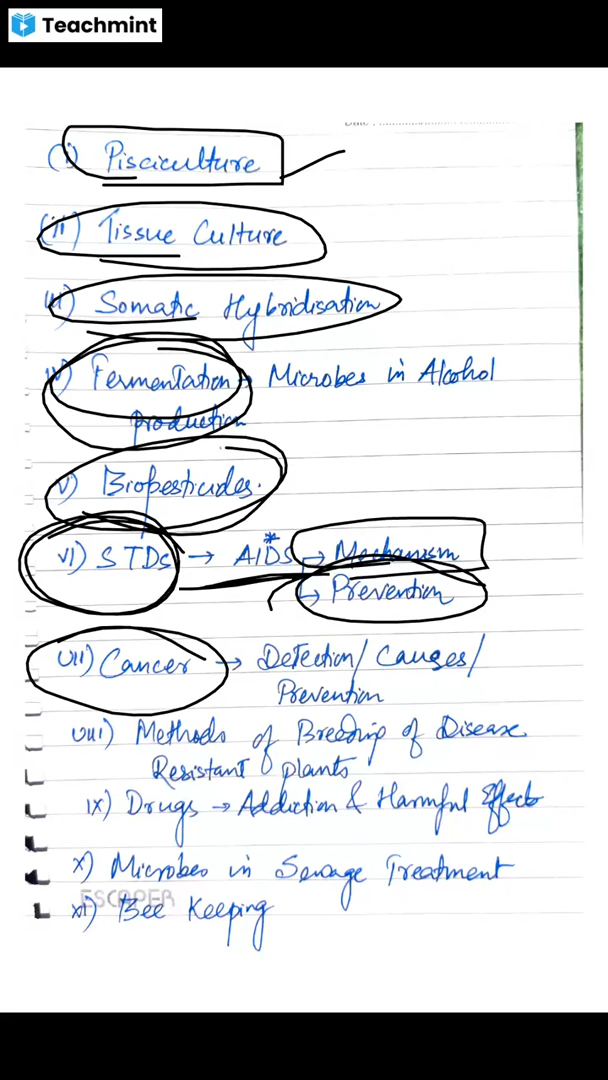 Teachmint
(i) Pisciculture
(ii) Tissue Culture
iii) Somatic Hybridisation
iv) Fermentation → Microbes in Alcohol
production
v) Biopesticides.
vi) STDs → AIDS* → Mechanism
↳ Prevention
vii) Cancer → Detection/ Causes/
Prevention
viii) Methods of Breeding of Disease
Resistant plants
ix) Drugs → Addiction & Harmful Effects
x) Microbes in Sewage Treatment
ESCAPER
xi) Bee Keeping